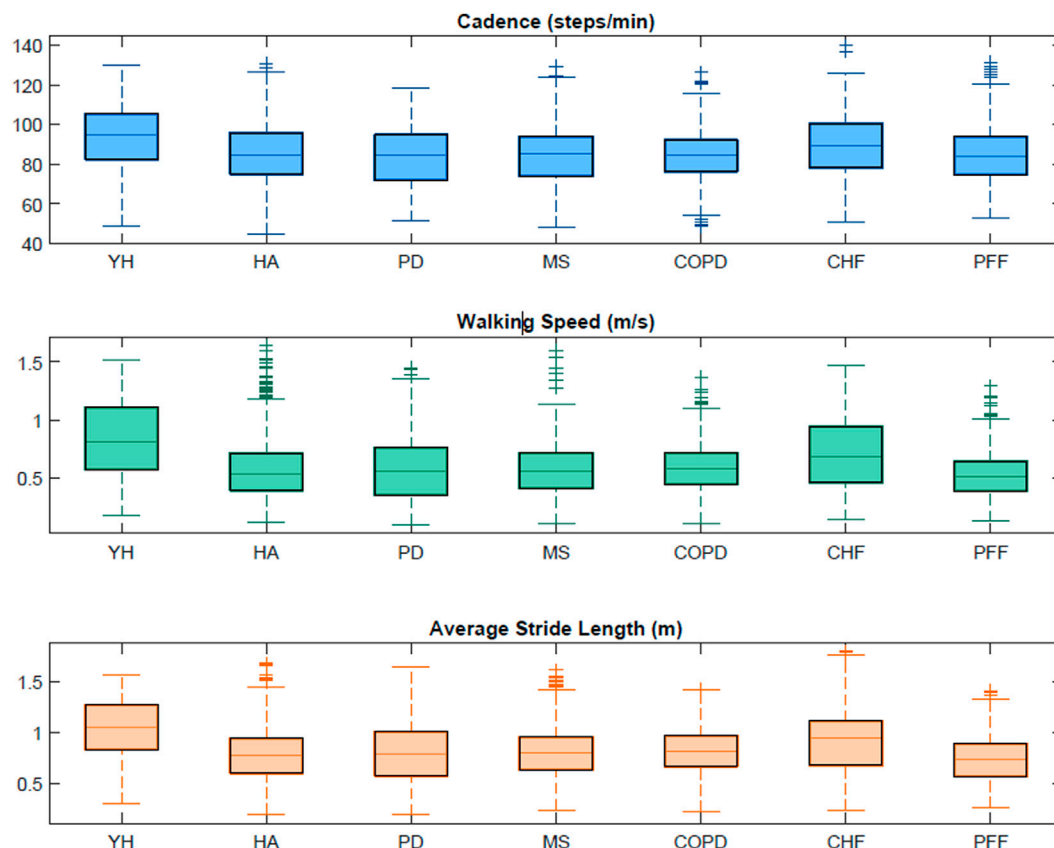 Cadence (steps/min)
140
120
100
80
60
40
YH HA PD MS COPD CHF PFF
Walking Speed (m/s)
1.5
1
0.5
YH HA PD MS COPD CHF PFF
Average Stride Length (m)
1.5
1
0.5
YH HA PD MS COPD CHF PFF